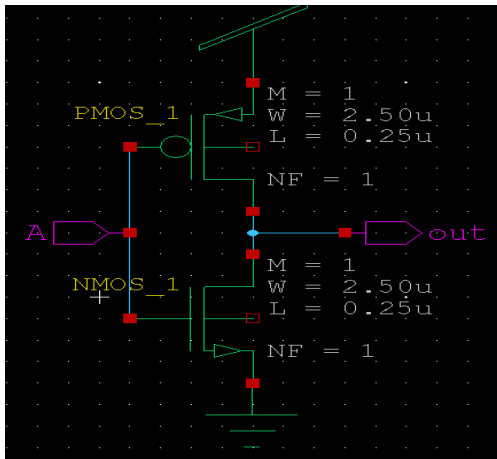 M = 1
PMOS_1
W = 2.50u
L = 0.25u
NF = 1
A
out
M = 1
NMOS_1
W = 2.50u
L = 0.25u
NF = 1